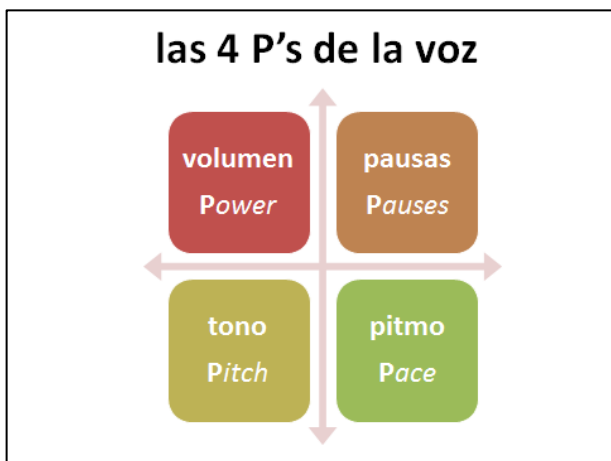 las 4 P's de la voz
volumen
Power
pausas
Pauses
tono
Pitch
pitmo
Pace